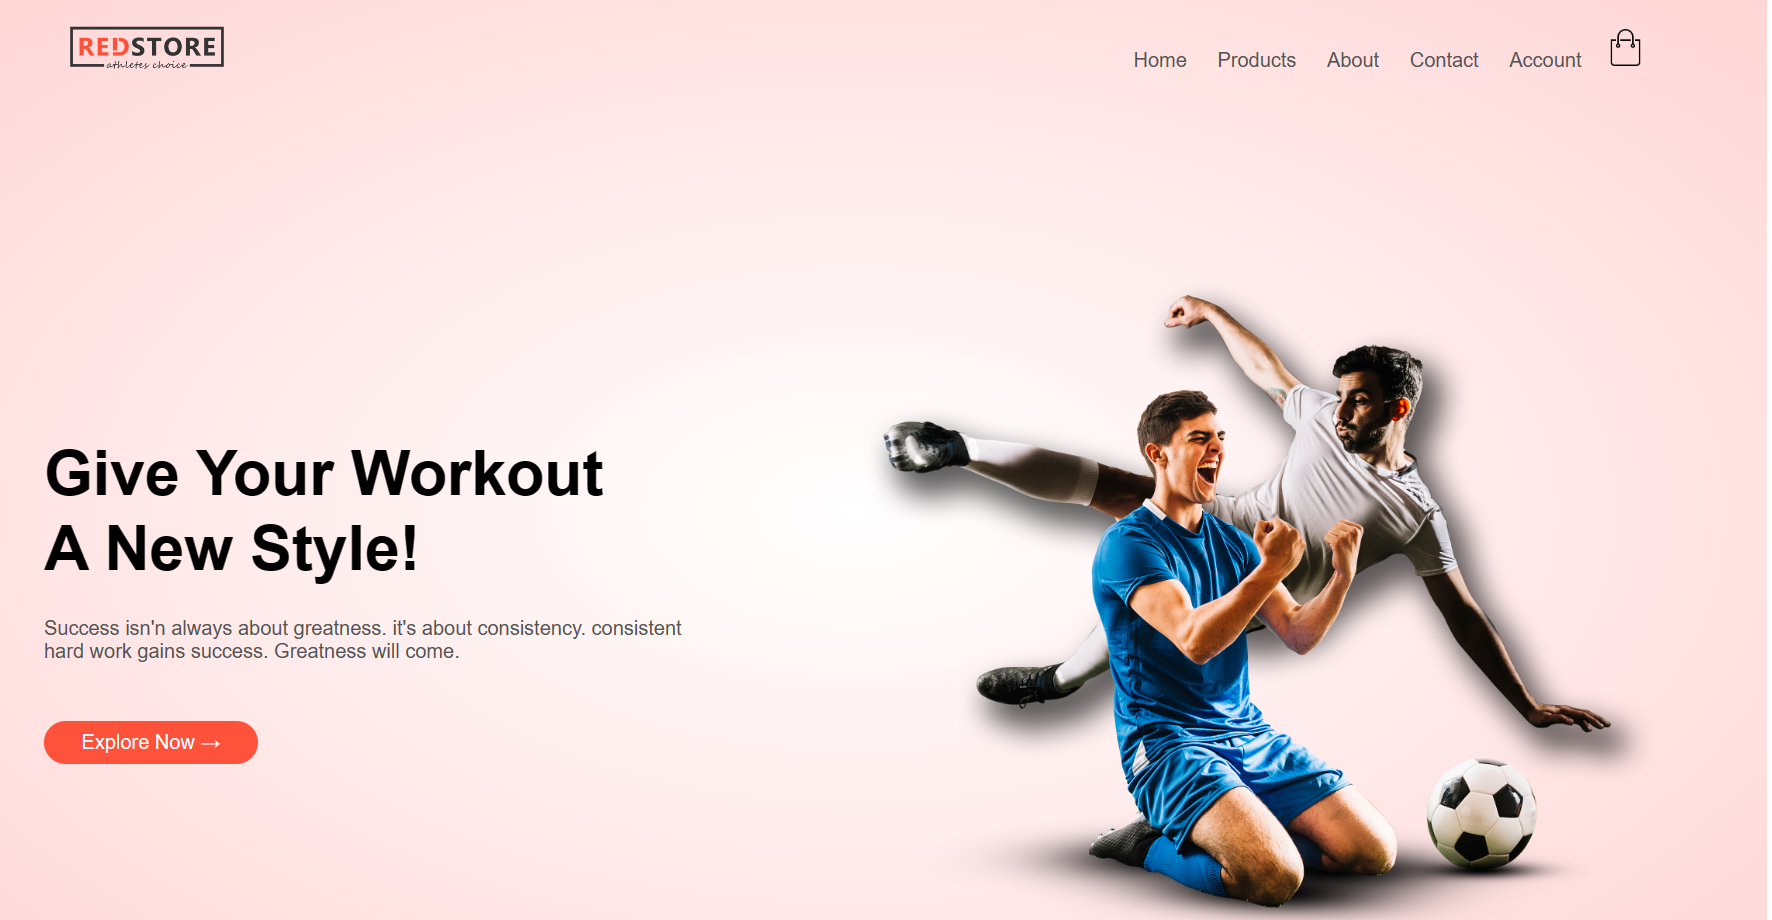 REDSTORE
athletes choice
Home Products About Contact Account
Give Your Workout
A New Style!
Success isn'n always about greatness. it's about consistency. consistent
hard work gains success. Greatness will come.
Explore Now →